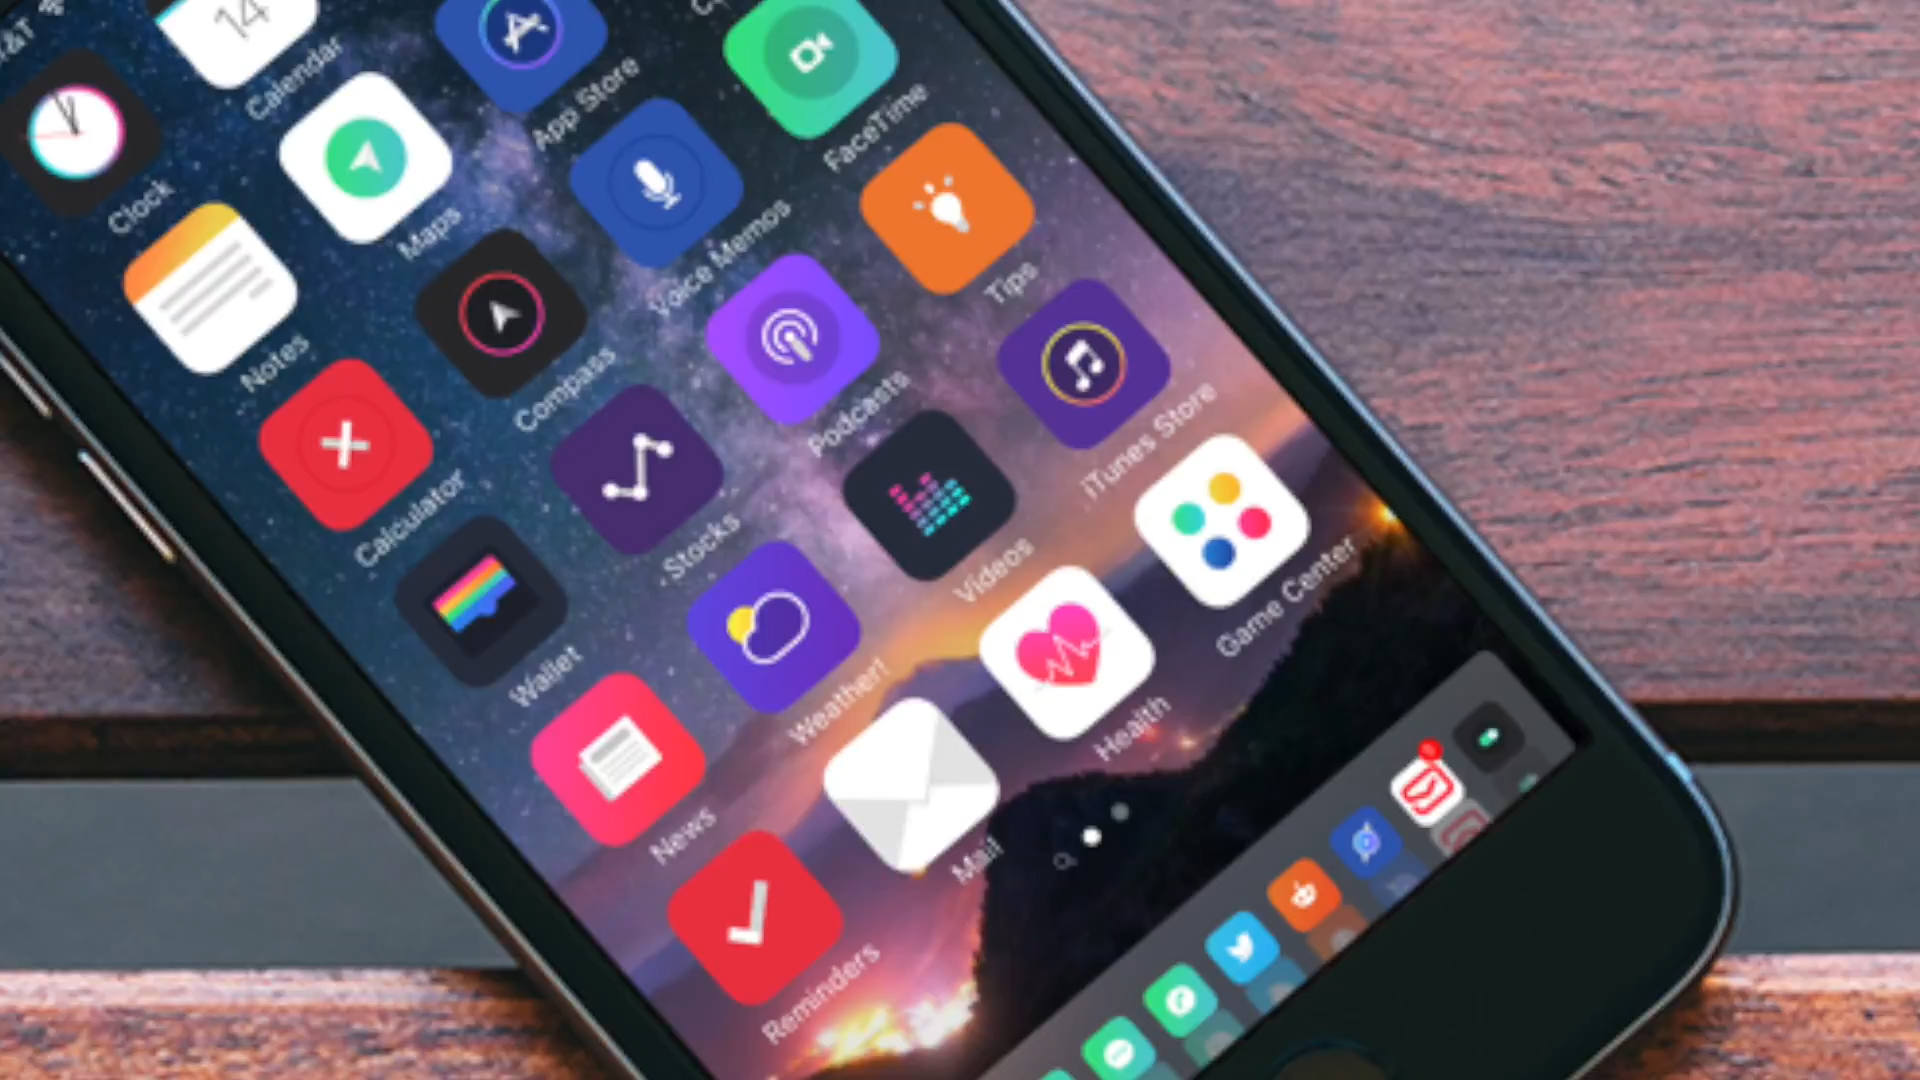 14
Calendar
App Store
FaceTime
Clock
Maps
Voice Memos
Tips
Notes
Compass
Podcasts
iTunes Store
Calculator
Stocks
Videos
Game Center
Wallet
Weather!
Health
News
Mail
Reminders